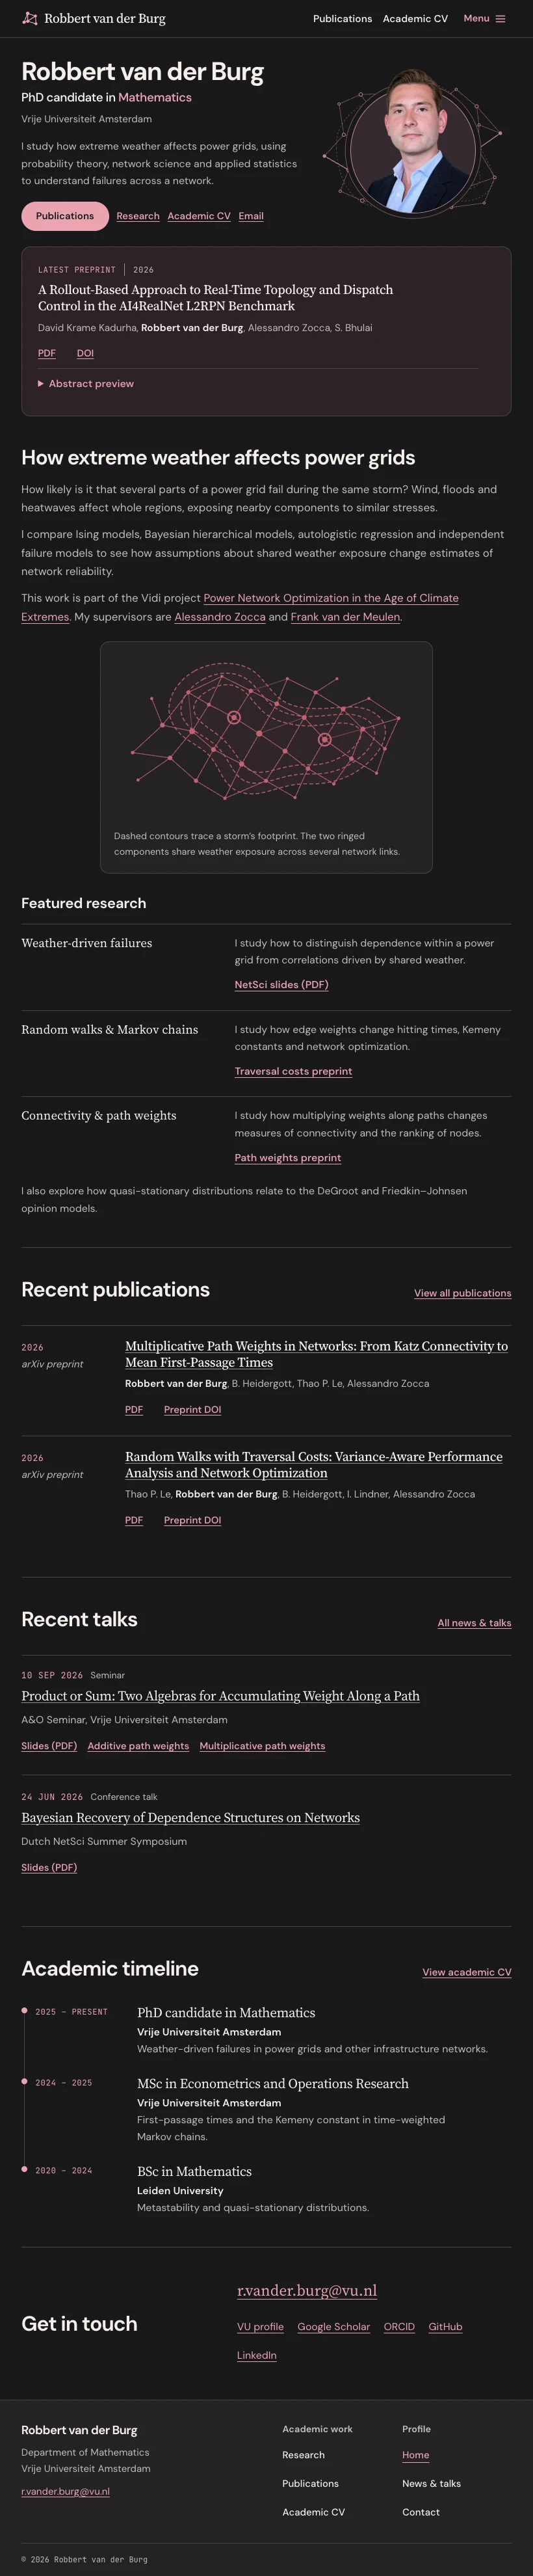 Robbert van der Burg
Publications Academic CV Menu
Robbert van der Burg
PhD candidate in Mathematics
Vrije Universiteit Amsterdam
I study how extreme weather affects power grids, using
probability theory, network science and applied statistics
to understand failures across a network.
Publications Research Academic CV Email
LATEST PREPRINT 2026
A Rollout-Based Approach to Real-Time Topology and Dispatch
Control in the AI4RealNet L2RPN Benchmark
David Krame Kadurha, Robbert van der Burg, Alessandro Zocca, S. Bhulai
PDF DOI
Abstract preview
How extreme weather affects power grids
How likely is it that several parts of a power grid fail during the same storm? Wind, floods and
heatwaves affect whole regions, exposing nearby components to similar stresses.
I compare Ising models, Bayesian hierarchical models, autologistic regression and independent
failure models to see how assumptions about shared weather exposure change estimates of
network reliability.
This work is part of the Vidi project Power Network Optimization in the Age of Climate
Extremes. My supervisors are Alessandro Zocca and Frank van der Meulen.
Dashed contours trace a storm’s footprint. The two ringed
components share weather exposure across several network links.
Featured research
Weather-driven failures
I study how to distinguish dependence within a power
grid from correlations driven by shared weather.
NetSci slides (PDF)
Random walks & Markov chains
I study how edge weights change hitting times, Kemeny
constants and network optimization.
Traversal costs preprint
Connectivity & path weights
I study how multiplying weights along paths changes
measures of connectivity and the ranking of nodes.
Path weights preprint
I also explore how quasi-stationary distributions relate to the DeGroot and Friedkin–Johnsen
opinion models.
Recent publications
View all publications
2026
arXiv preprint
Multiplicative Path Weights in Networks: From Katz Connectivity to
Mean First-Passage Times
Robbert van der Burg, B. Heidergott, Thao P. Le, Alessandro Zocca
PDF Preprint DOI
2026
arXiv preprint
Random Walks with Traversal Costs: Variance-Aware Performance
Analysis and Network Optimization
Thao P. Le, Robbert van der Burg, B. Heidergott, I. Lindner, Alessandro Zocca
PDF Preprint DOI
Recent talks
All news & talks
10 SEP 2026 Seminar
Product or Sum: Two Algebras for Accumulating Weight Along a Path
A&O Seminar, Vrije Universiteit Amsterdam
Slides (PDF) Additive path weights Multiplicative path weights
24 JUN 2026 Conference talk
Bayesian Recovery of Dependence Structures on Networks
Dutch NetSci Summer Symposium
Slides (PDF)
Academic timeline
View academic CV
2025 – PRESENT
PhD candidate in Mathematics
Vrije Universiteit Amsterdam
Weather-driven failures in power grids and other infrastructure networks.
2024 – 2025
MSc in Econometrics and Operations Research
Vrije Universiteit Amsterdam
First-passage times and the Kemeny constant in time-weighted
Markov chains.
2020 – 2024
BSc in Mathematics
Leiden University
Metastability and quasi-stationary distributions.
Get in touch
r.vander.burg@vu.nl
VU profile Google Scholar ORCID GitHub
LinkedIn
Robbert van der Burg
Department of Mathematics
Vrije Universiteit Amsterdam
r.vander.burg@vu.nl
Academic work
Research
Publications
Academic CV
Profile
Home
News & talks
Contact
© 2026 Robbert van der Burg